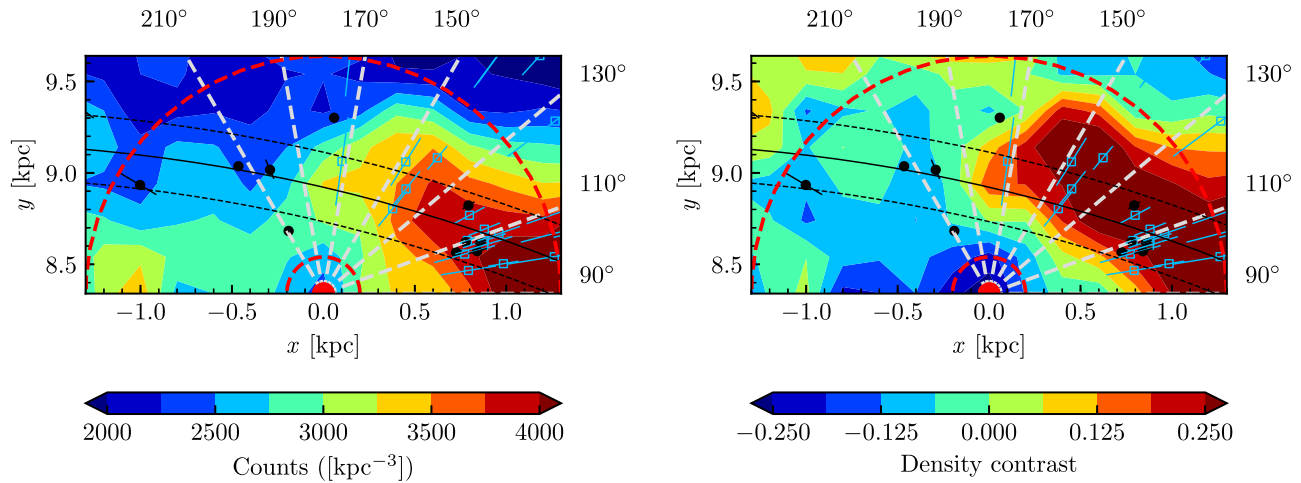 210° 190° 170° 150°
210° 190° 170° 150°
9.5
9.0
8.5
y [kpc]
130°
110°
90°
9.5
9.0
8.5
y [kpc]
130°
110°
90°
−1.0 −0.5 0.0 0.5 1.0
x [kpc]
−1.0 −0.5 0.0 0.5 1.0
x [kpc]
2000 2500 3000 3500 4000
Counts ([kpc⁻³])
−0.250 −0.125 0.000 0.125 0.250
Density contrast